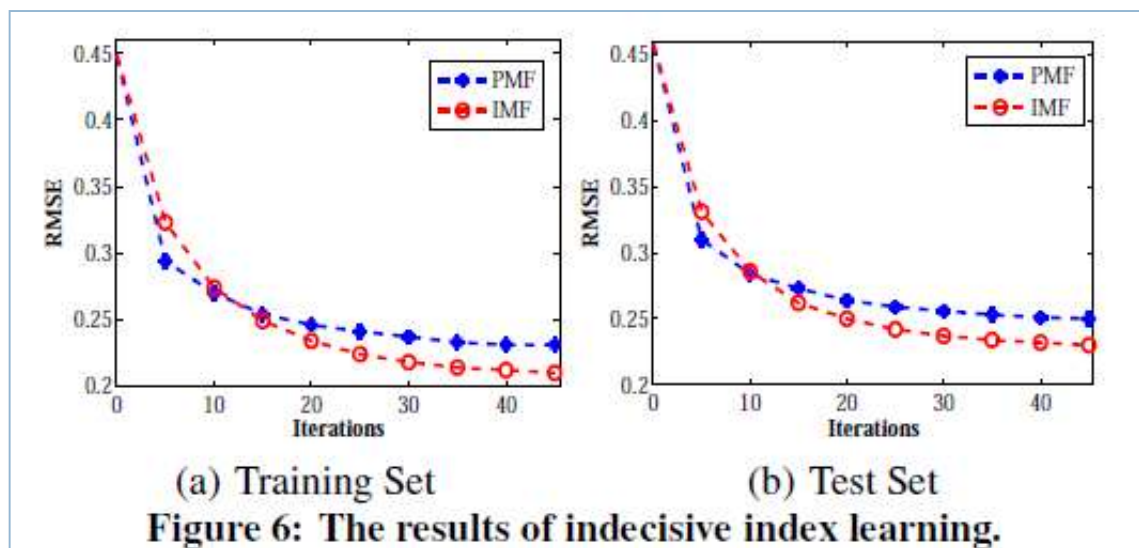 0.45
0.4
0.35
0.3
0.25
0.2
RMSE
0 10 20 30 40
Iterations
PMF
IMF
(a) Training Set
0.45
0.4
0.35
0.3
0.25
0.2
RMSE
0 10 20 30 40
Iterations
PMF
IMF
(b) Test Set
Figure 6: The results of indecisive index learning.